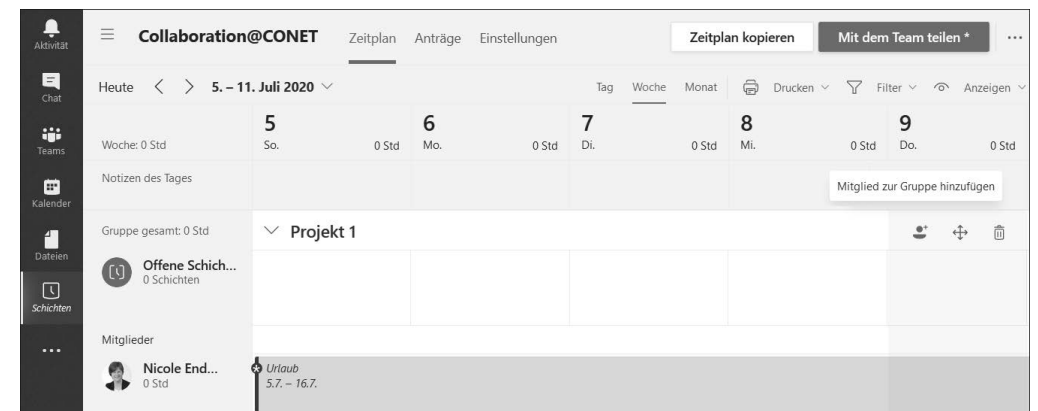 Aktivität
Chat
Teams
Kalender
Dateien
Schichten
Collaboration@CONET Zeitplan Anträge Einstellungen Zeitplan kopieren Mit dem Team teilen * ...
Heute 5. – 11. Juli 2020 Tag Woche Monat Drucken Filter Anzeigen
5 6 7 8 9
Woche: 0 Std So. 0 Std Mo. 0 Std Di. 0 Std Mi. 0 Std Do. 0 Std
Notizen des Tages
Mitglied zur Gruppe hinzufügen
Gruppe gesamt: 0 Std Projekt 1
Offene Schich...
0 Schichten
Mitglieder
Nicole End...
0 Std
Urlaub
5.7. – 16.7.